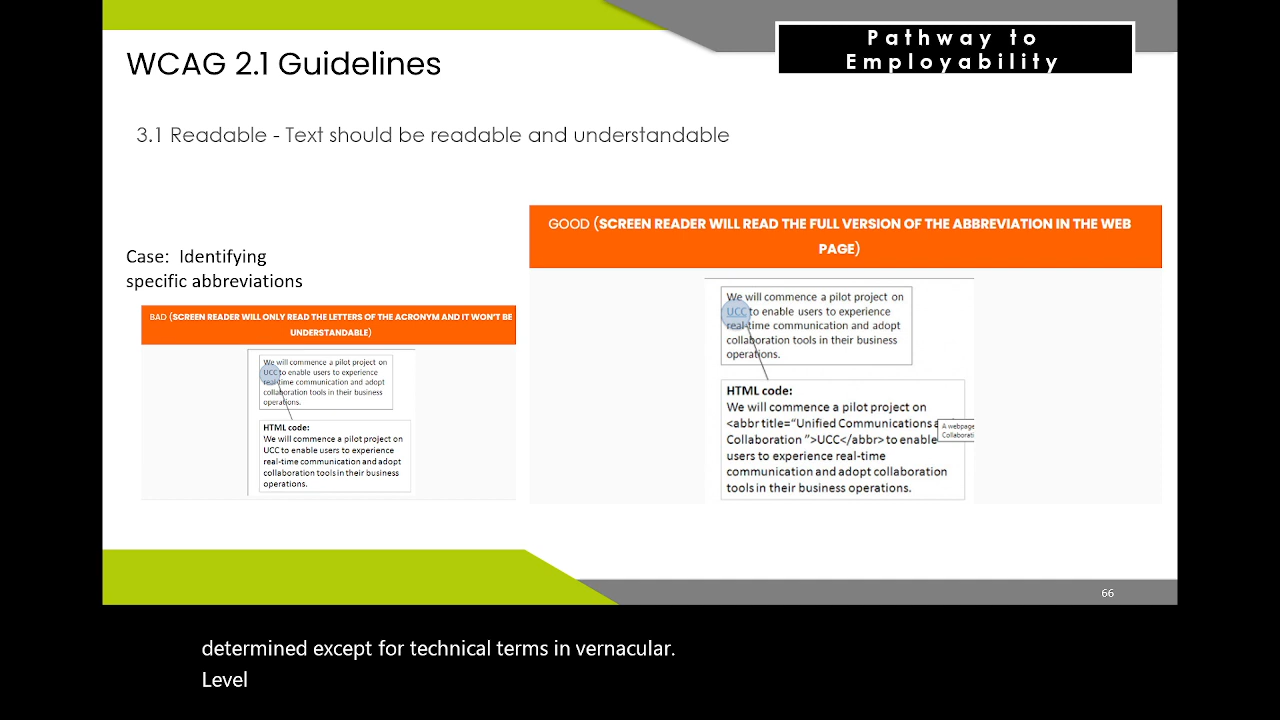 Pathway to
Employability
WCAG 2.1 Guidelines
3.1 Readable - Text should be readable and understandable
Case:  Identifying
specific abbreviations
BAD (SCREEN READER WILL ONLY READ THE LETTERS OF THE ACRONYM AND IT WON'T BE
UNDERSTANDABLE)
We will commence a pilot project on
UCC to enable users to experience
real-time communication and adopt
collaboration tools in their business
operations.
HTML code:
We will commence a pilot project on
UCC to enable users to experience
real-time communication and adopt
collaboration tools in their business
operations.
GOOD (SCREEN READER WILL READ THE FULL VERSION OF THE ABBREVIATION IN THE WEB
PAGE)
We will commence a pilot project on
UCC to enable users to experience
real-time communication and adopt
collaboration tools in their business
operations.
HTML code:
We will commence a pilot project on
<abbr title="Unified Communications a
Collaboration ">UCC</abbr> to enable
users to experience real-time
communication and adopt collaboration
tools in their business operations.
A webpage
Collaborati
66
determined except for technical terms in vernacular.
Level